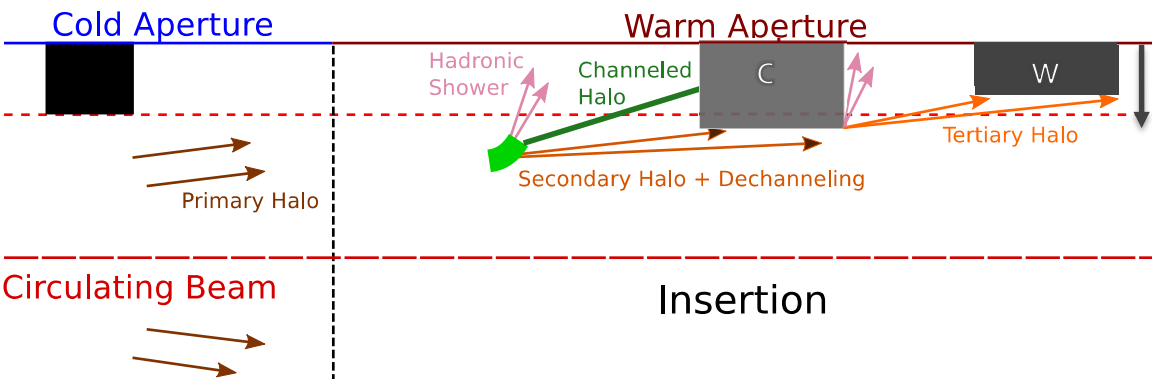 Cold Aperture
Warm Aperture
Hadronic
Shower
Channeled
Halo
C
W
Tertiary Halo
Secondary Halo + Dechanneling
Primary Halo
Circulating Beam
Insertion